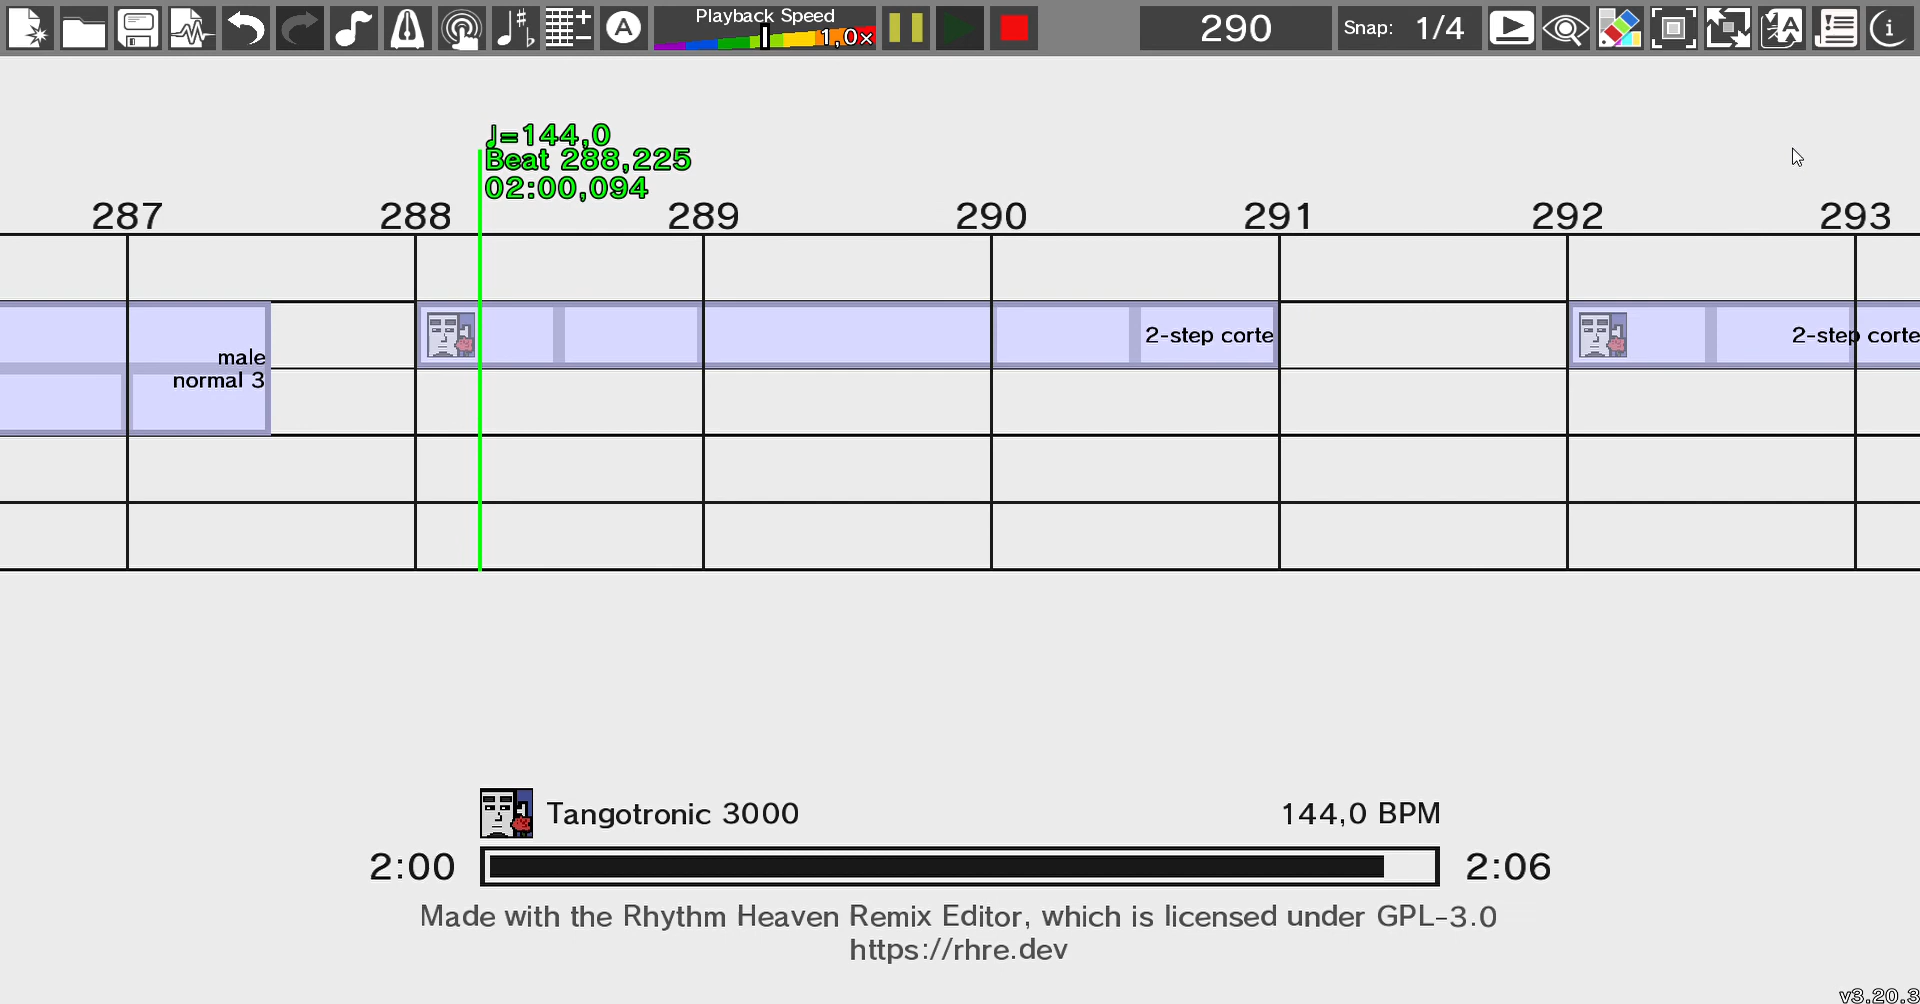 Playback Speed
1,0x
290
Snap: 1/4
A
♩=144,0
Beat 288,225
02:00,094
287 288 289 290 291 292 293
male
normal 3
2-step corte
2-step corte
Tangotronic 3000
144,0 BPM
2:00
2:06
Made with the Rhythm Heaven Remix Editor, which is licensed under GPL-3.0
https://rhre.dev
v3.20.3